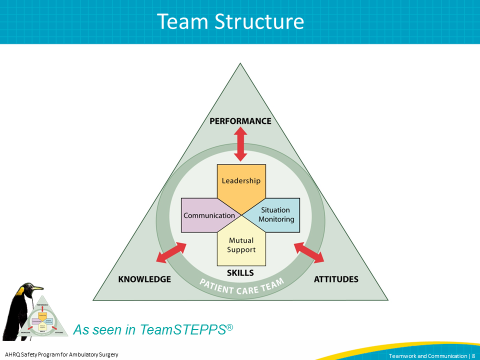 Team Structure
PERFORMANCE
Leadership
Communication
Situation
Monitoring
Mutual
Support
SKILLS
KNOWLEDGE
ATTITUDES
PATIENT CARE TEAM
As seen in TeamSTEPPS®
AHRQ Safety Program for Ambulatory Surgery
Teamwork and Communication | 8